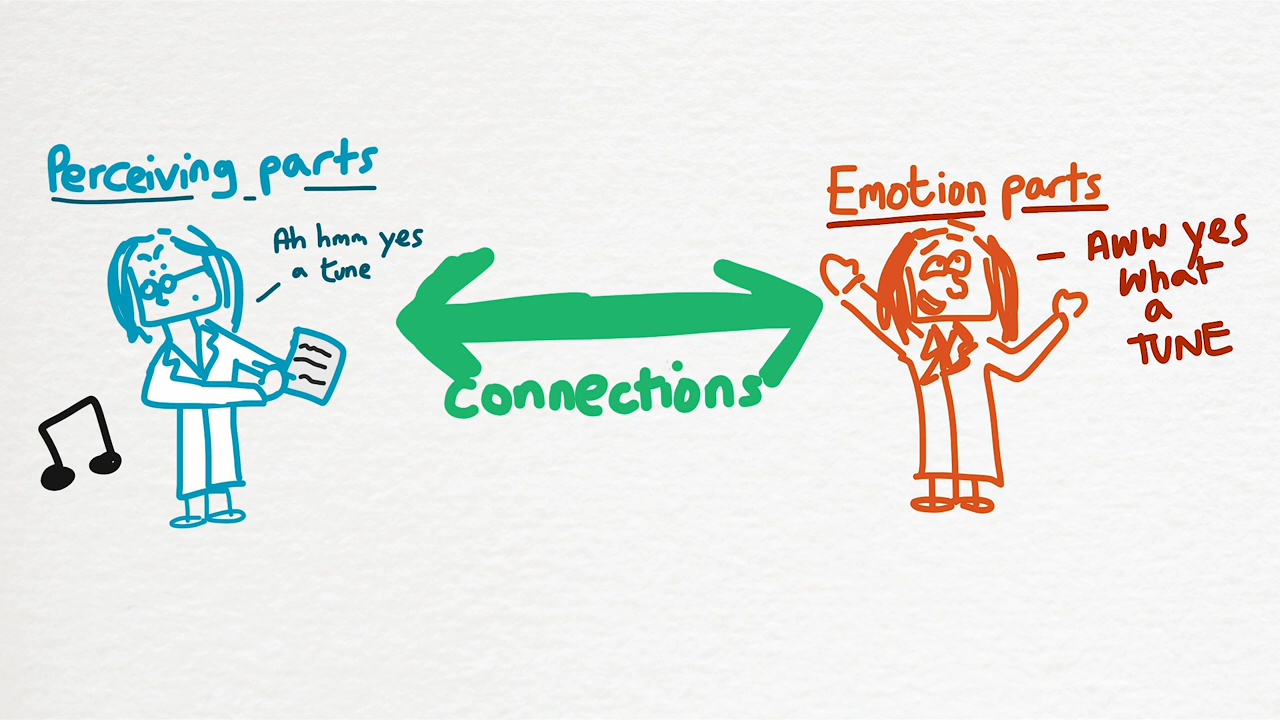 Perceiving parts
Ah hmm yes
a tune
Connections
Emotion parts
Aww yes
what
a
TUNE